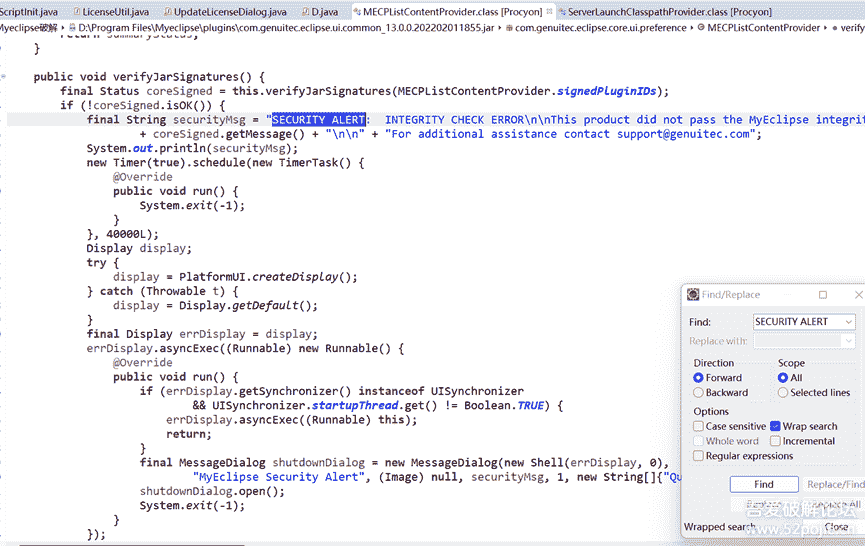 ScriptInit.java LicenseUtil.java UpdateLicenseDialog.java D.java MECPListContentProvider.class [Procyon] ServerLaunchClasspathProvider.class [Procyon]
Myeclipse破解 D:\Program Files\Myeclipse\plugins\com.genuitec.eclipse.ui.common_13.0.0.202202011855.jar com.genuitec.eclipse.core.ui.preference MECPListContentProvider verify
return summaryStatus;
}
public void verifyJarSignatures() {
final Status coreSigned = this.verifyJarSignatures(MECPListContentProvider.signedPluginIDs);
if (!coreSigned.isOK()) {
final String securityMsg = "SECURITY ALERT:  INTEGRITY CHECK ERROR\n\nThis product did not pass the MyEclipse integrit
+ coreSigned.getMessage() + "\n\n" + "For additional assistance contact support@genuitec.com";
System.out.println(securityMsg);
new Timer(true).schedule(new TimerTask() {
@Override
public void run() {
System.exit(-1);
}
}, 40000L);
Display display;
try {
display = PlatformUI.createDisplay();
} catch (Throwable t) {
display = Display.getDefault();
}
final Display errDisplay = display;
errDisplay.asyncExec((Runnable) new Runnable() {
@Override
public void run() {
if (errDisplay.getSynchronizer() instanceof UISynchronizer
&& UISynchronizer.startupThread.get() != Boolean.TRUE) {
errDisplay.asyncExec((Runnable) this);
return;
}
final MessageDialog shutdownDialog = new MessageDialog(new Shell(errDisplay, 0),
"MyEclipse Security Alert", (Image) null, securityMsg, 1, new String[]{"Qu
shutdownDialog.open();
System.exit(-1);
}
});
Find/Replace
Find: SECURITY ALERT
Replace with:
Direction Scope
Forward All
Backward Selected lines
Options
Case sensitive Wrap search
Whole word Incremental
Regular expressions
Find Replace/Find
Replace Replace All
Wrapped search Close
吾爱破解论坛
www.52pojie.cn